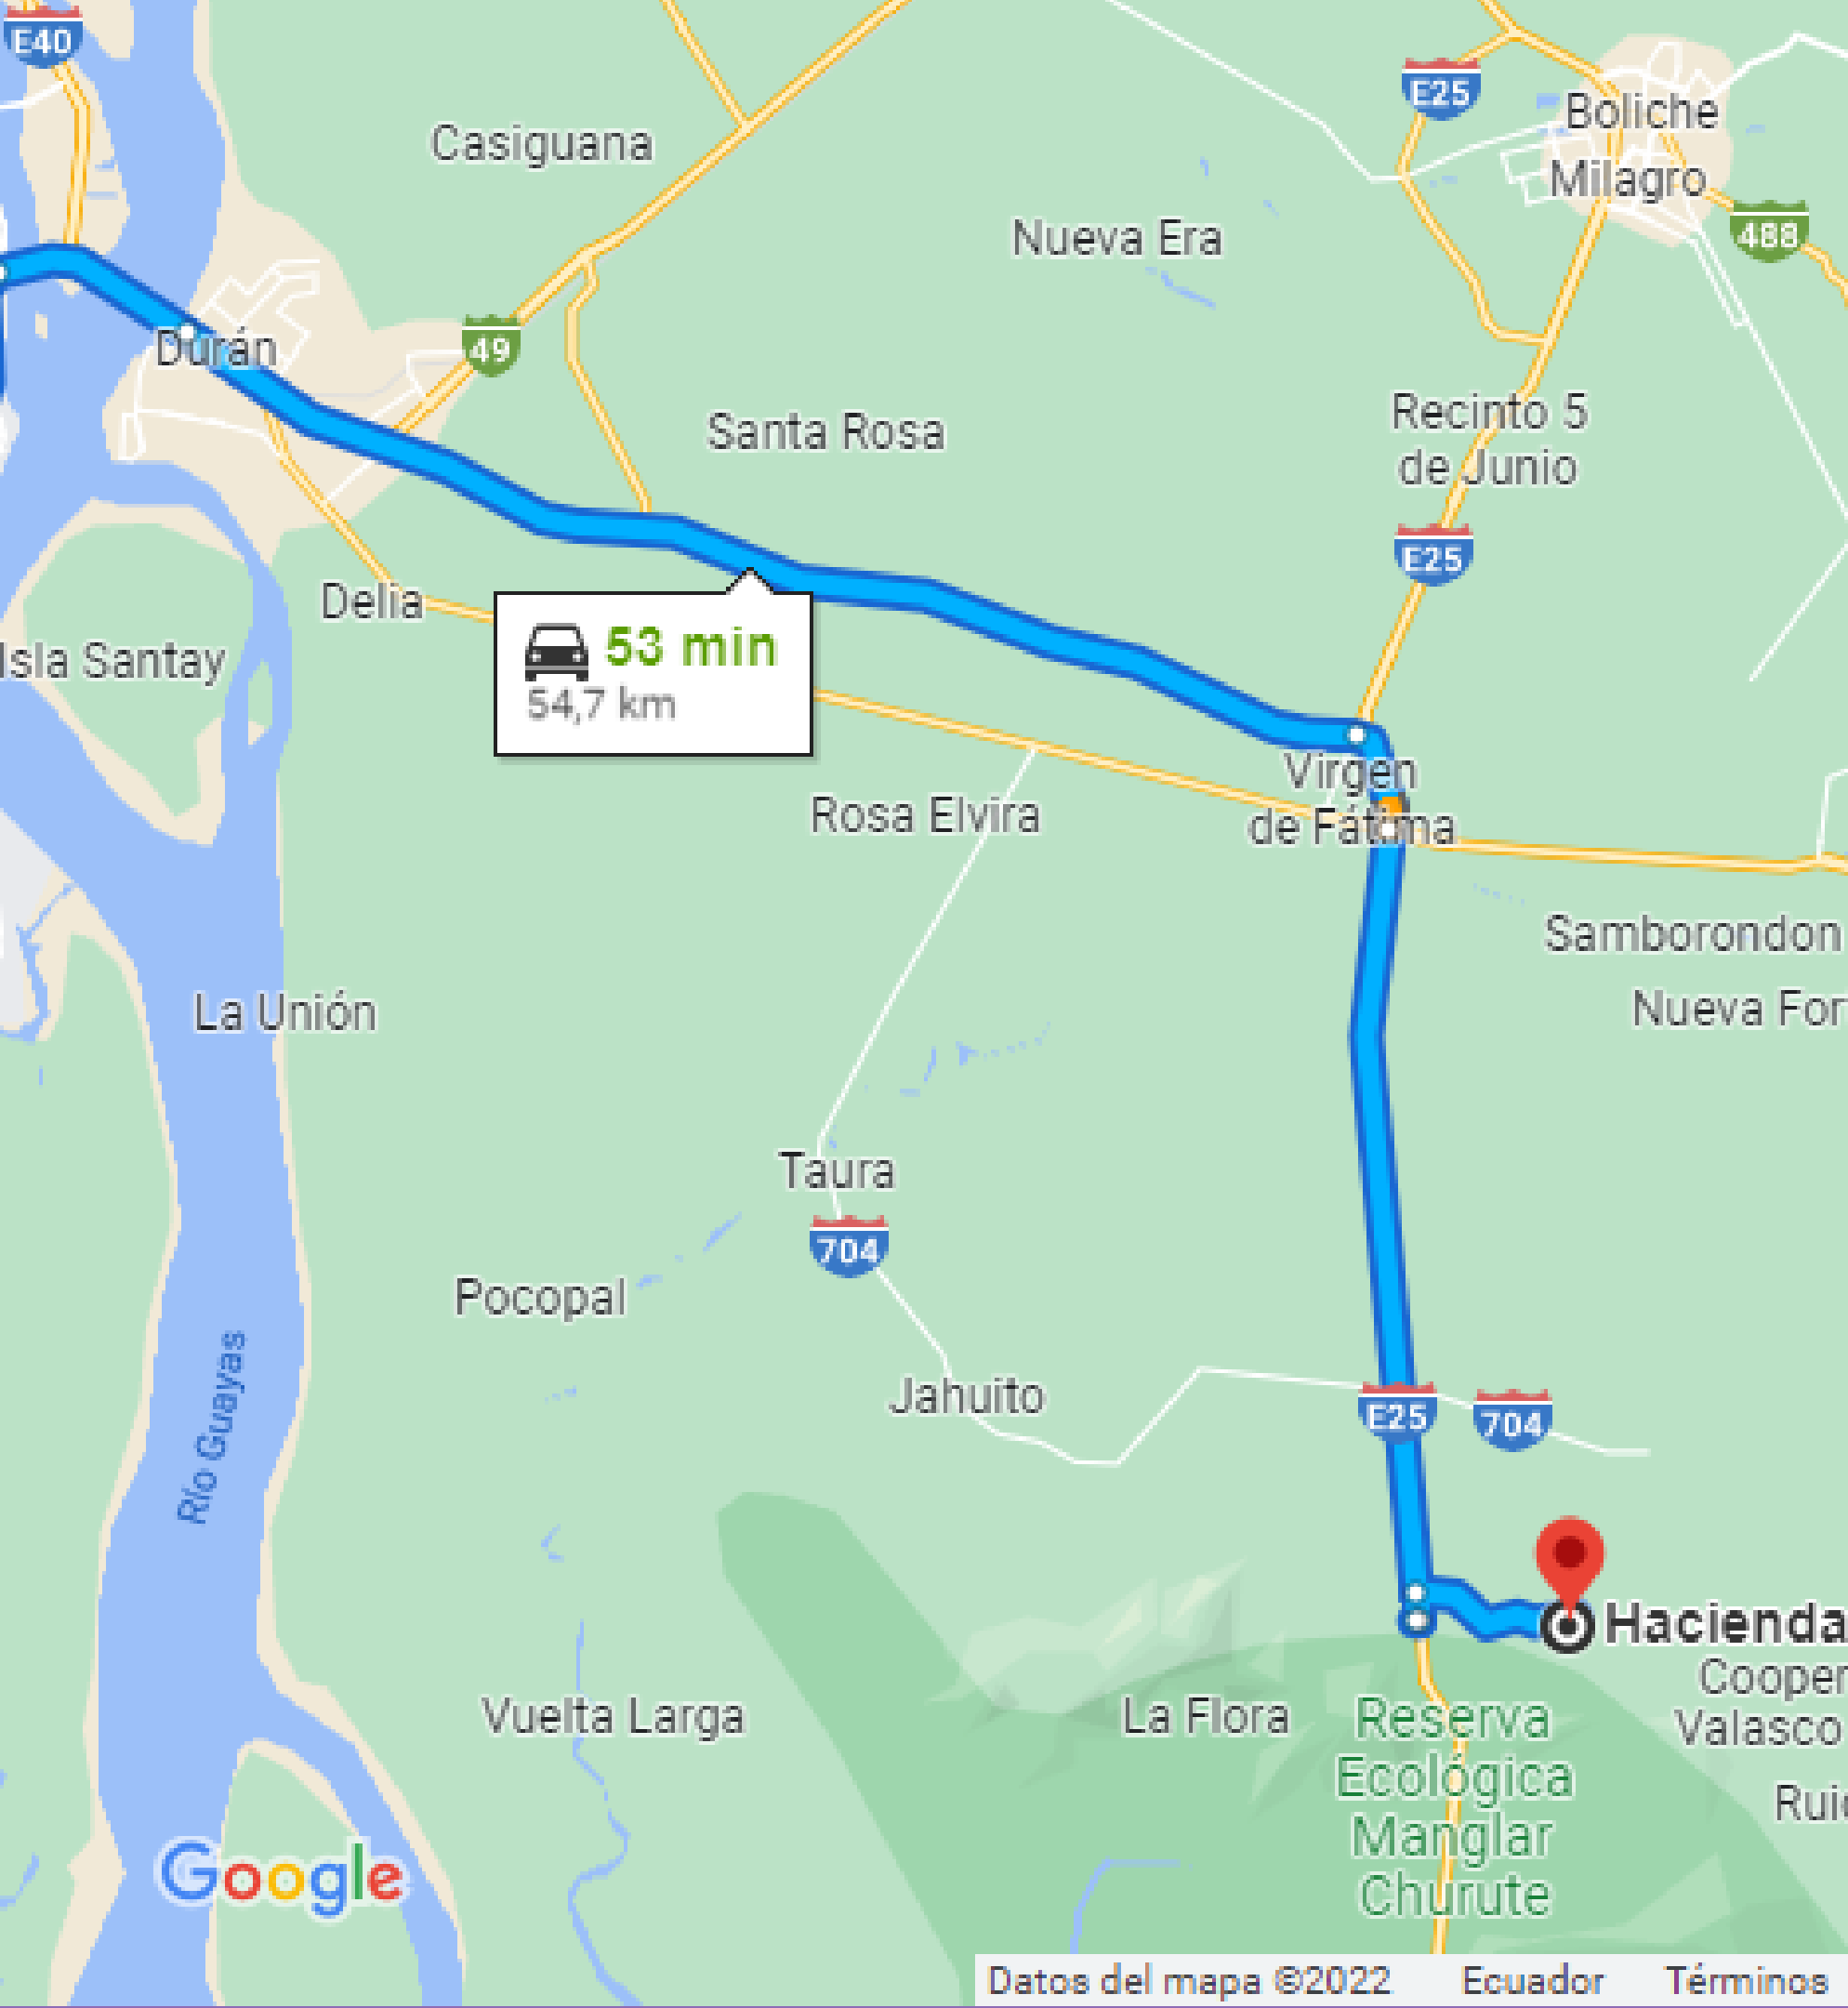 E40
E25
Boliche
Casiguana
Milagro
488
Nueva Era
Durán
49
Recinto 5
de Junio
Santa Rosa
E25
Delia
53 min
54,7 km
Isla Santay
Virgen
de Fátima
Rosa Elvira
Samborondon
Nueva For
La Unión
Taura
704
Pocopal
Jahuito
E25
704
Río Guayas
Hacienda
Cooper
Valasco
Vuelta Larga
La Flora
Reserva
Ecológica
Manglar
Churute
Google
Datos del mapa ©2022
Ecuador
Términos